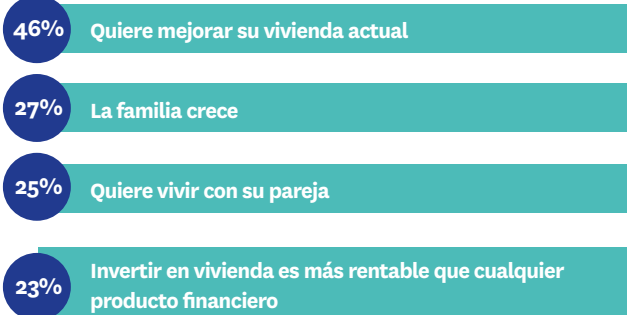 46% Quiere mejorar su vivienda actual
27% La familia crece
25% Quiere vivir con su pareja
23% Invertir en vivienda es más rentable que cualquier
producto financiero